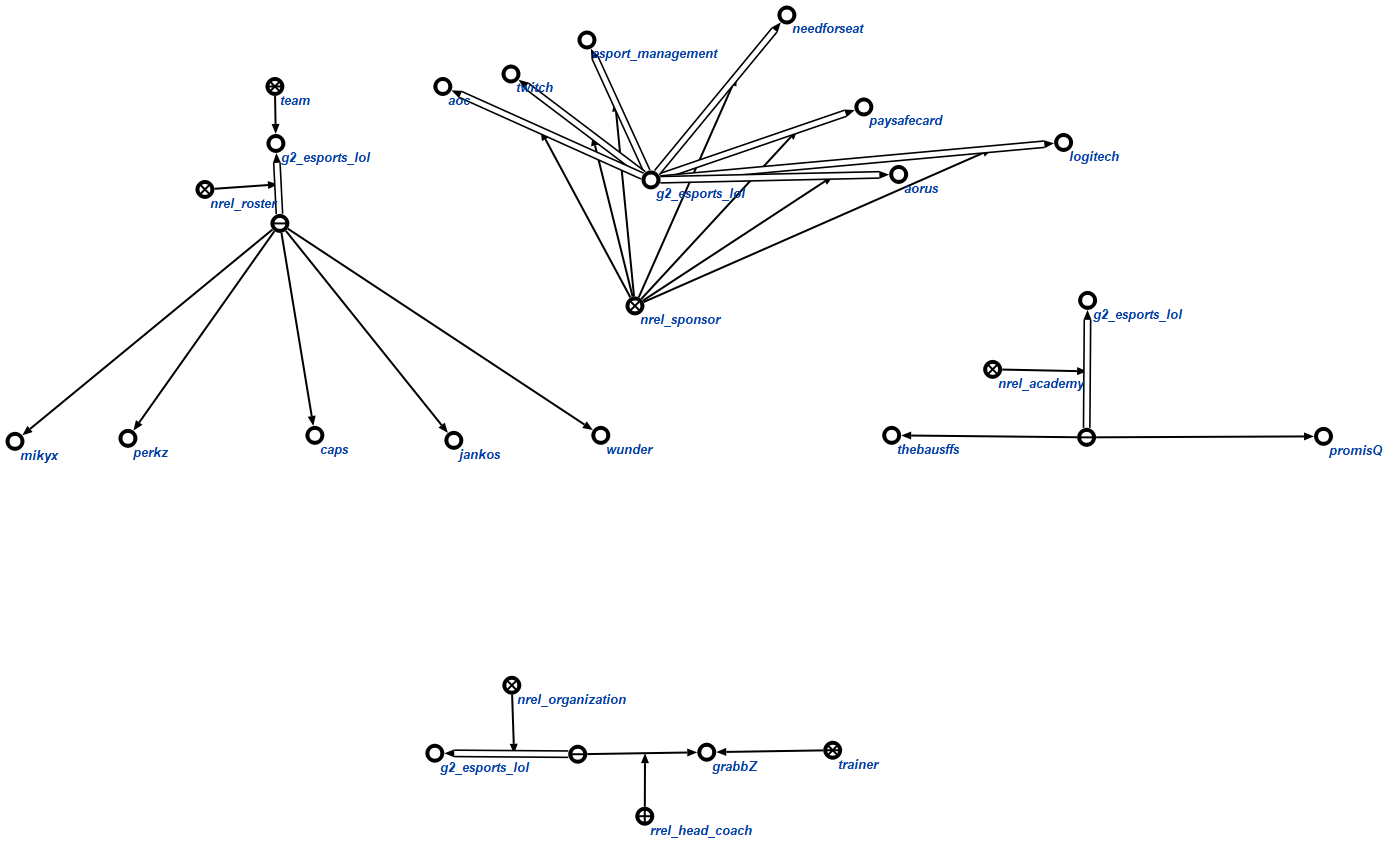 needforseat
esport_management
twitch
aoc
team
paysafecard
g2_esports_lol
logitech
nrel_roster
g2_esports_lol
aorus
nrel_sponsor
g2_esports_lol
nrel_academy
mikyx
perkz
caps
jankos
wunder
thebausffs
promisQ
nrel_organization
g2_esports_lol
grabbZ
trainer
rrel_head_coach